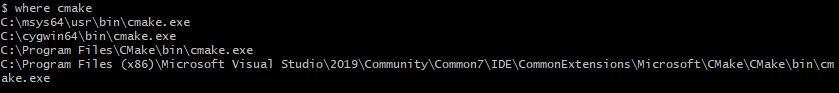 $ where cmake
C:\msys64\usr\bin\cmake.exe
C:\cygwin64\bin\cmake.exe
C:\Program Files\CMake\bin\cmake.exe
C:\Program Files (x86)\Microsoft Visual Studio\2019\Community\Common7\IDE\CommonExtensions\Microsoft\CMake\CMake\bin\cm
ake.exe